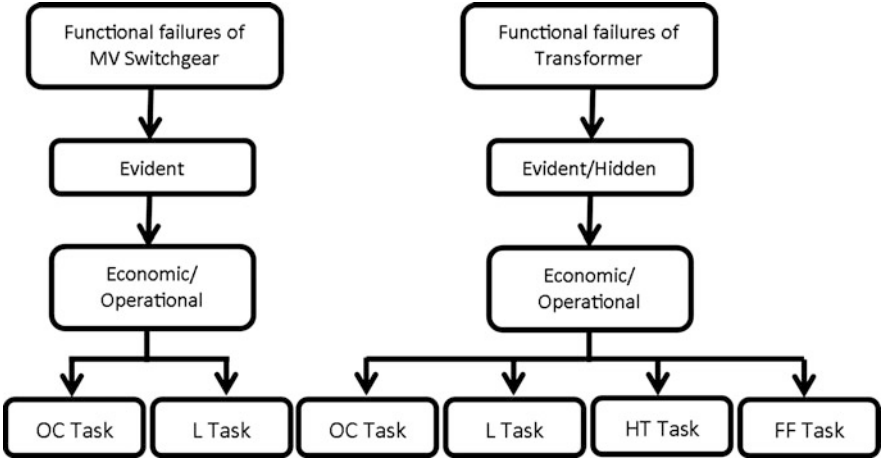 Functional failures of
MV Switchgear
Evident
Economic/
Operational
OC Task
L Task
Functional failures of
Transformer
Evident/Hidden
Economic/
Operational
OC Task
L Task
HT Task
FF Task